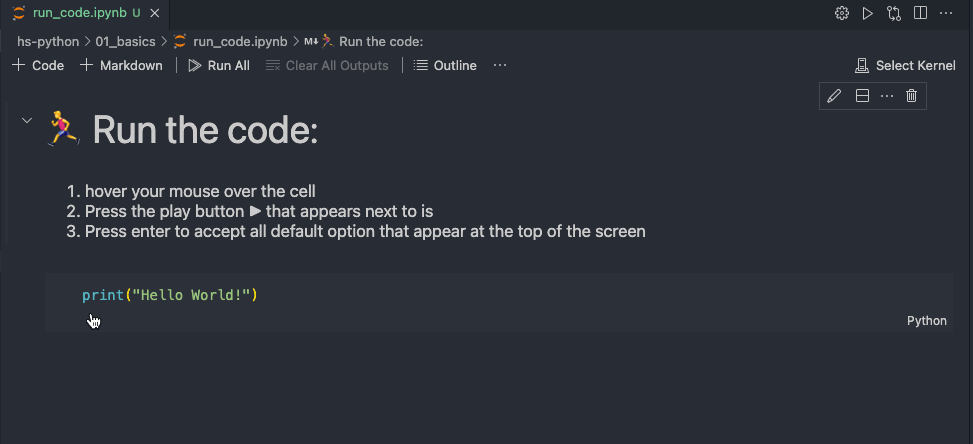 run_code.ipynb U
hs-python > 01_basics > run_code.ipynb > M↓ Run the code:
+ Code + Markdown | Run All Clear All Outputs | Outline ··· Select Kernel
Run the code:
1. hover your mouse over the cell
2. Press the play button ▶ that appears next to is
3. Press enter to accept all default option that appear at the top of the screen
print("Hello World!")
Python